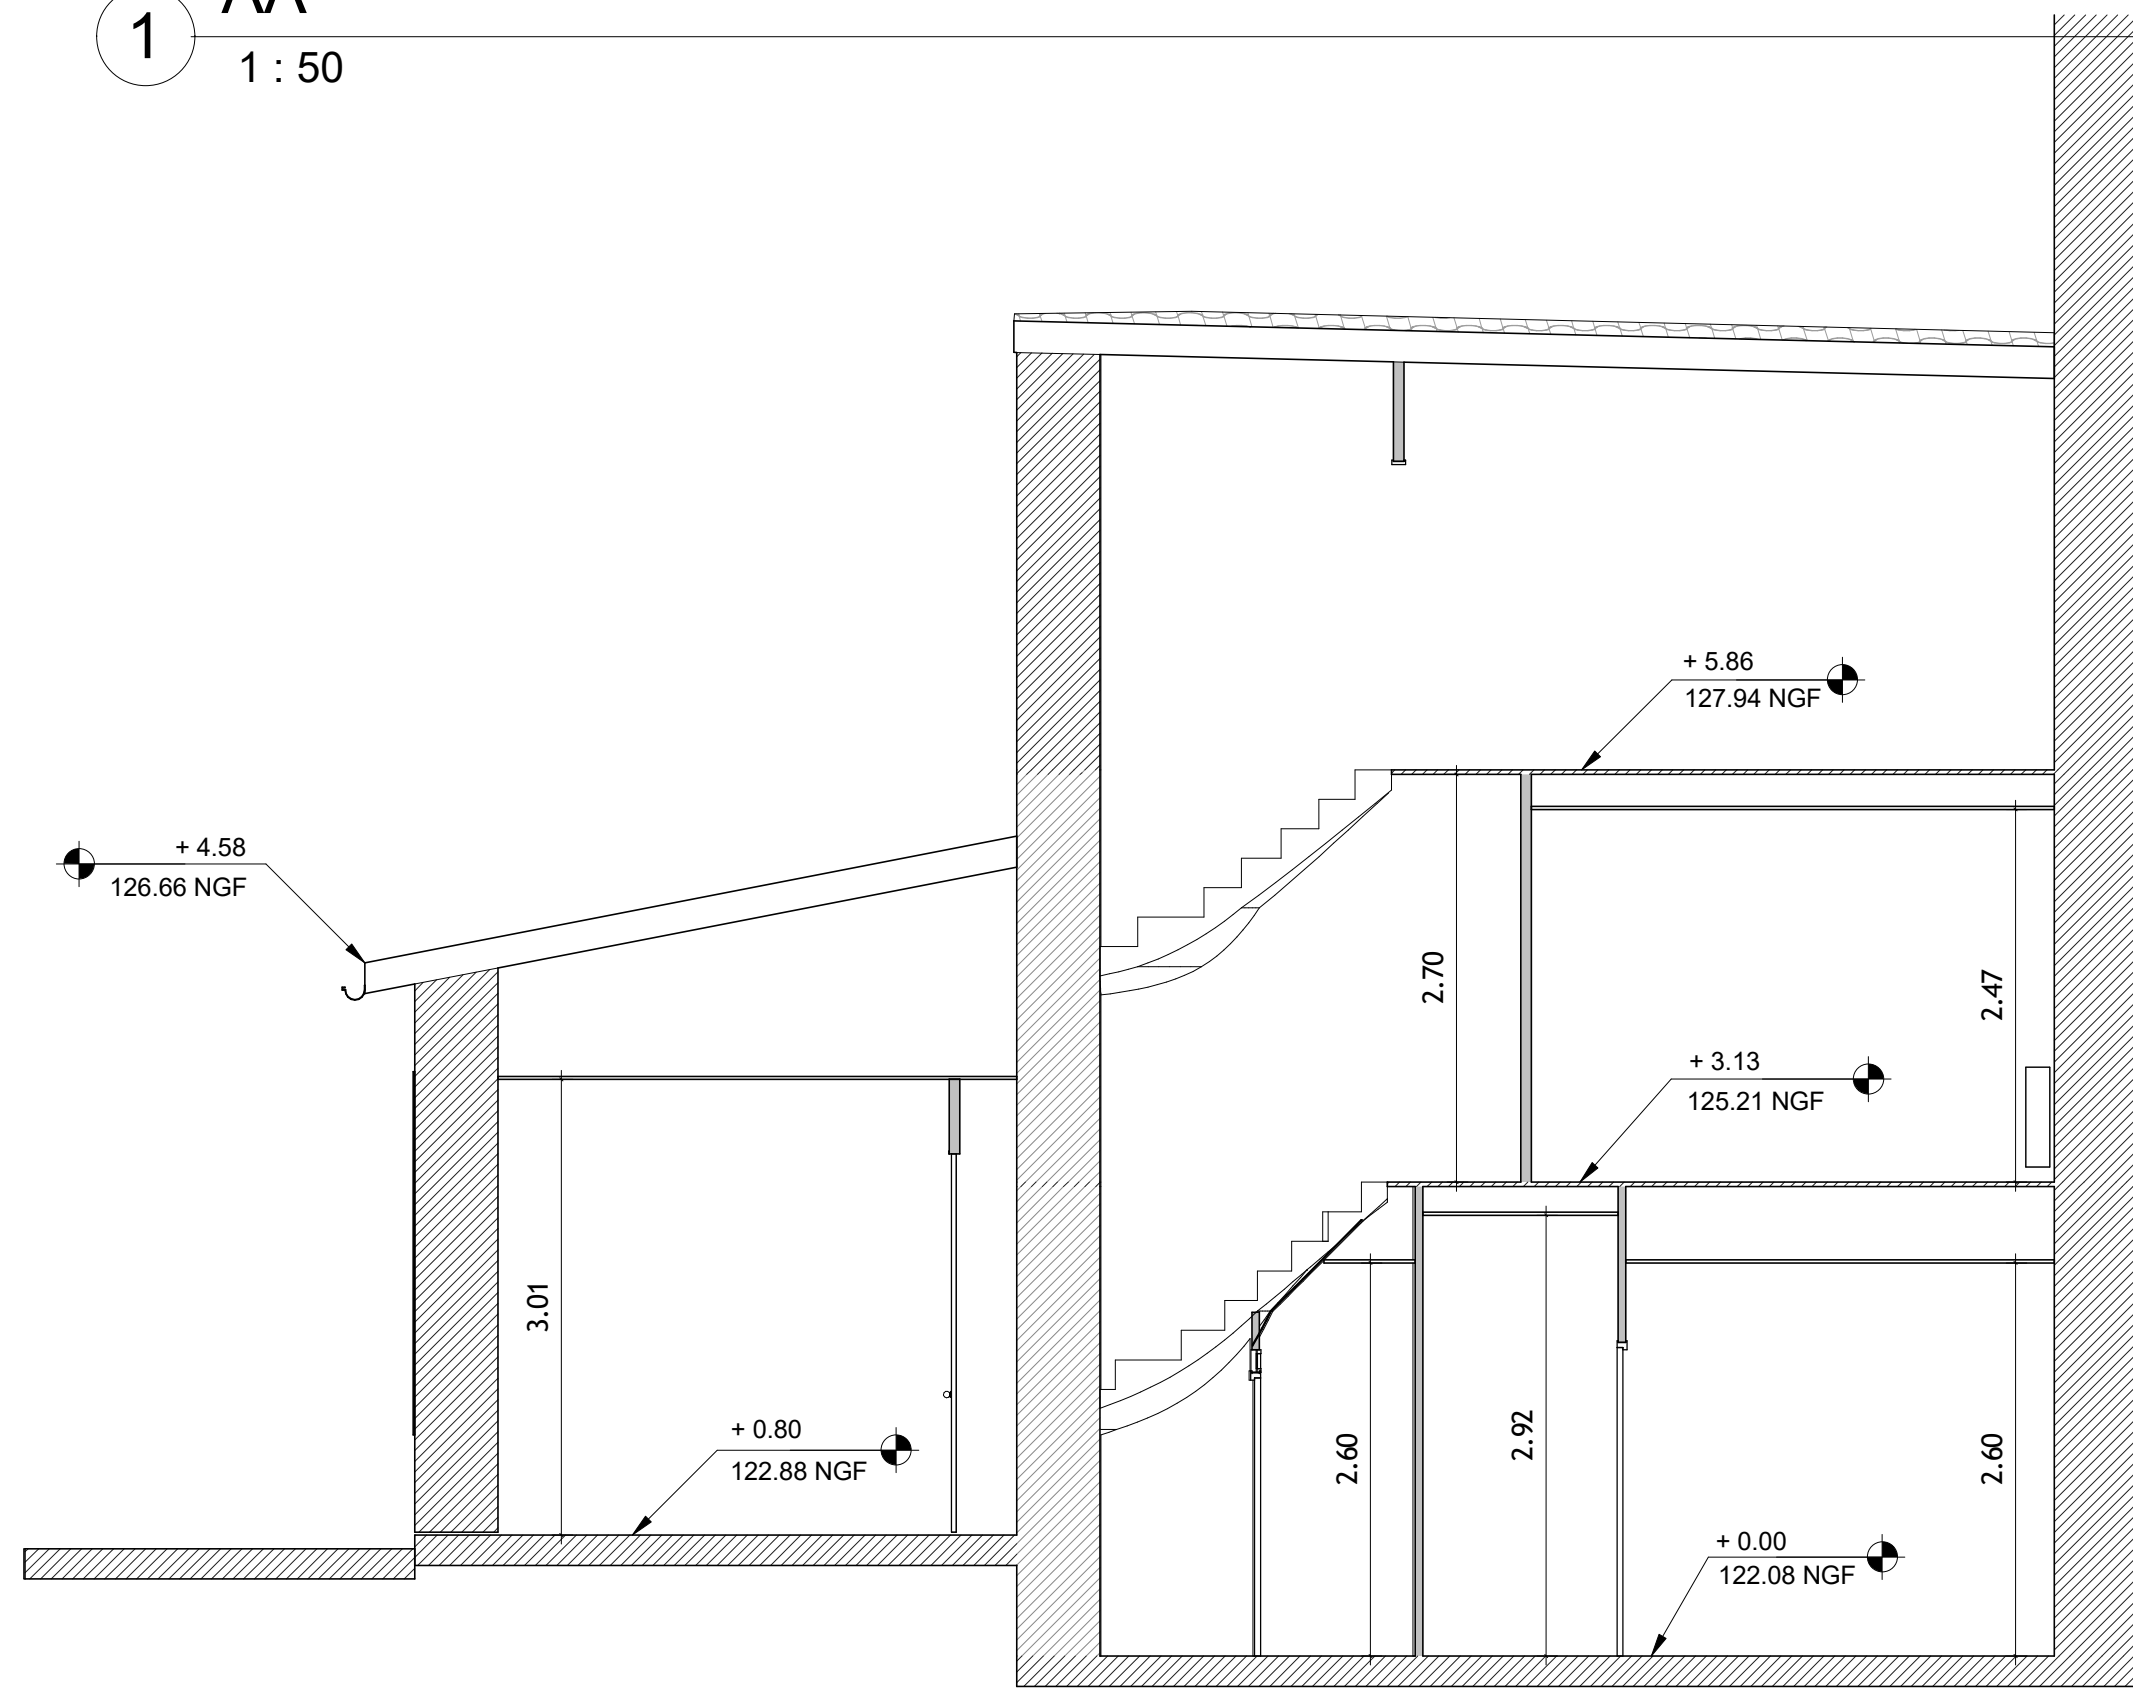 1
AA
1 : 50
+ 5.86
127.94 NGF
+ 4.58
126.66 NGF
2.70
2.47
+ 3.13
125.21 NGF
3.01
+ 0.80
122.88 NGF
2.60
2.92
2.60
+ 0.00
122.08 NGF